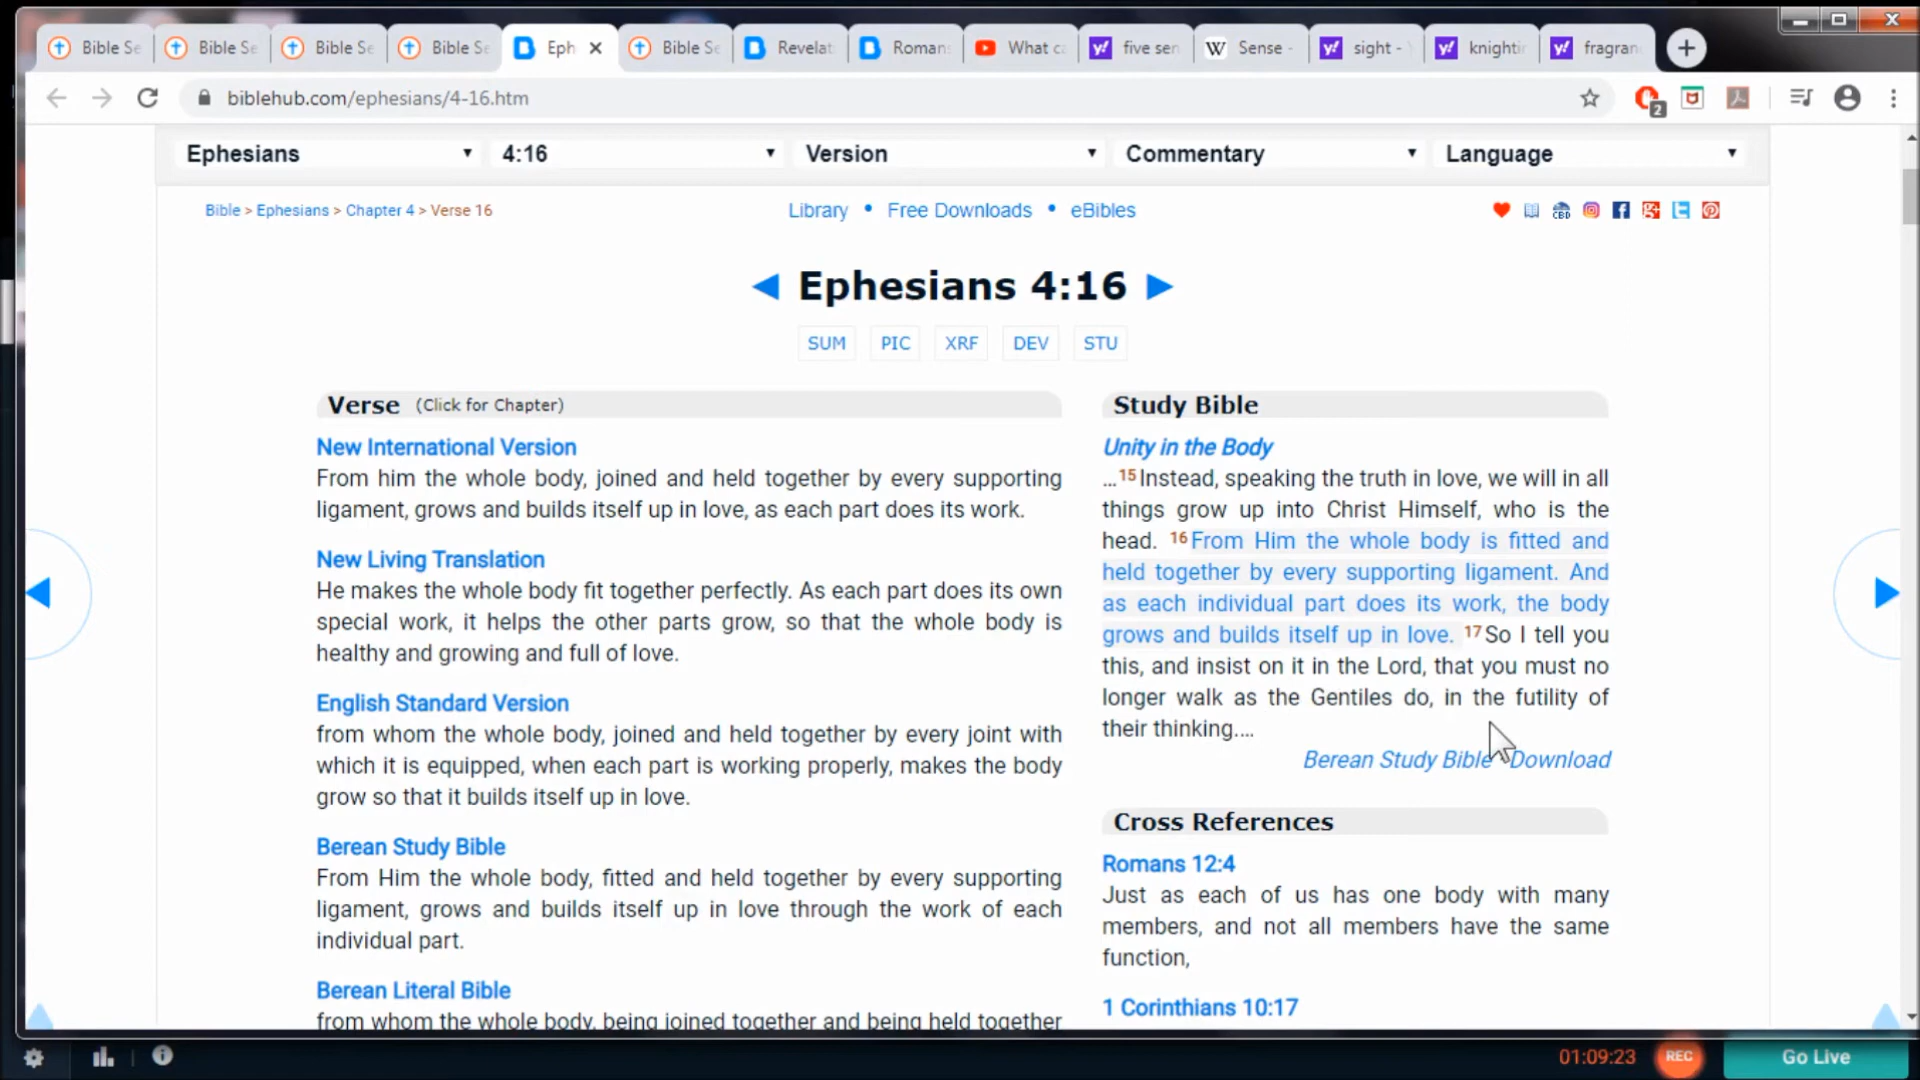 Bible Se
Bible Se
Bible Se
Bible Se
Eph
Bible Se
Revelat
Romans
What ca
five sen
Sense -
sight - Y
knightin
fragran
biblehub.com/ephesians/4-16.htm
2
Ephesians
4:16
Version
Commentary
Language
Bible > Ephesians > Chapter 4 > Verse 16
Library • Free Downloads • eBibles
Ephesians 4:16
SUM PIC XRF DEV STU
Verse (Click for Chapter)
New International Version
From him the whole body, joined and held together by every supporting
ligament, grows and builds itself up in love, as each part does its work.
New Living Translation
He makes the whole body fit together perfectly. As each part does its own
special work, it helps the other parts grow, so that the whole body is
healthy and growing and full of love.
English Standard Version
from whom the whole body, joined and held together by every joint with
which it is equipped, when each part is working properly, makes the body
grow so that it builds itself up in love.
Berean Study Bible
From Him the whole body, fitted and held together by every supporting
ligament, grows and builds itself up in love through the work of each
individual part.
Berean Literal Bible
from whom the whole body, being joined together and being held together
Study Bible
Unity in the Body
…15Instead, speaking the truth in love, we will in all
things grow up into Christ Himself, who is the
head. 16From Him the whole body is fitted and
held together by every supporting ligament. And
as each individual part does its work, the body
grows and builds itself up in love. 17So I tell you
this, and insist on it in the Lord, that you must no
longer walk as the Gentiles do, in the futility of
their thinking.…
Berean Study Bible Download
Cross References
Romans 12:4
Just as each of us has one body with many
members, and not all members have the same
function,
1 Corinthians 10:17
01:09:23
REC
Go Live